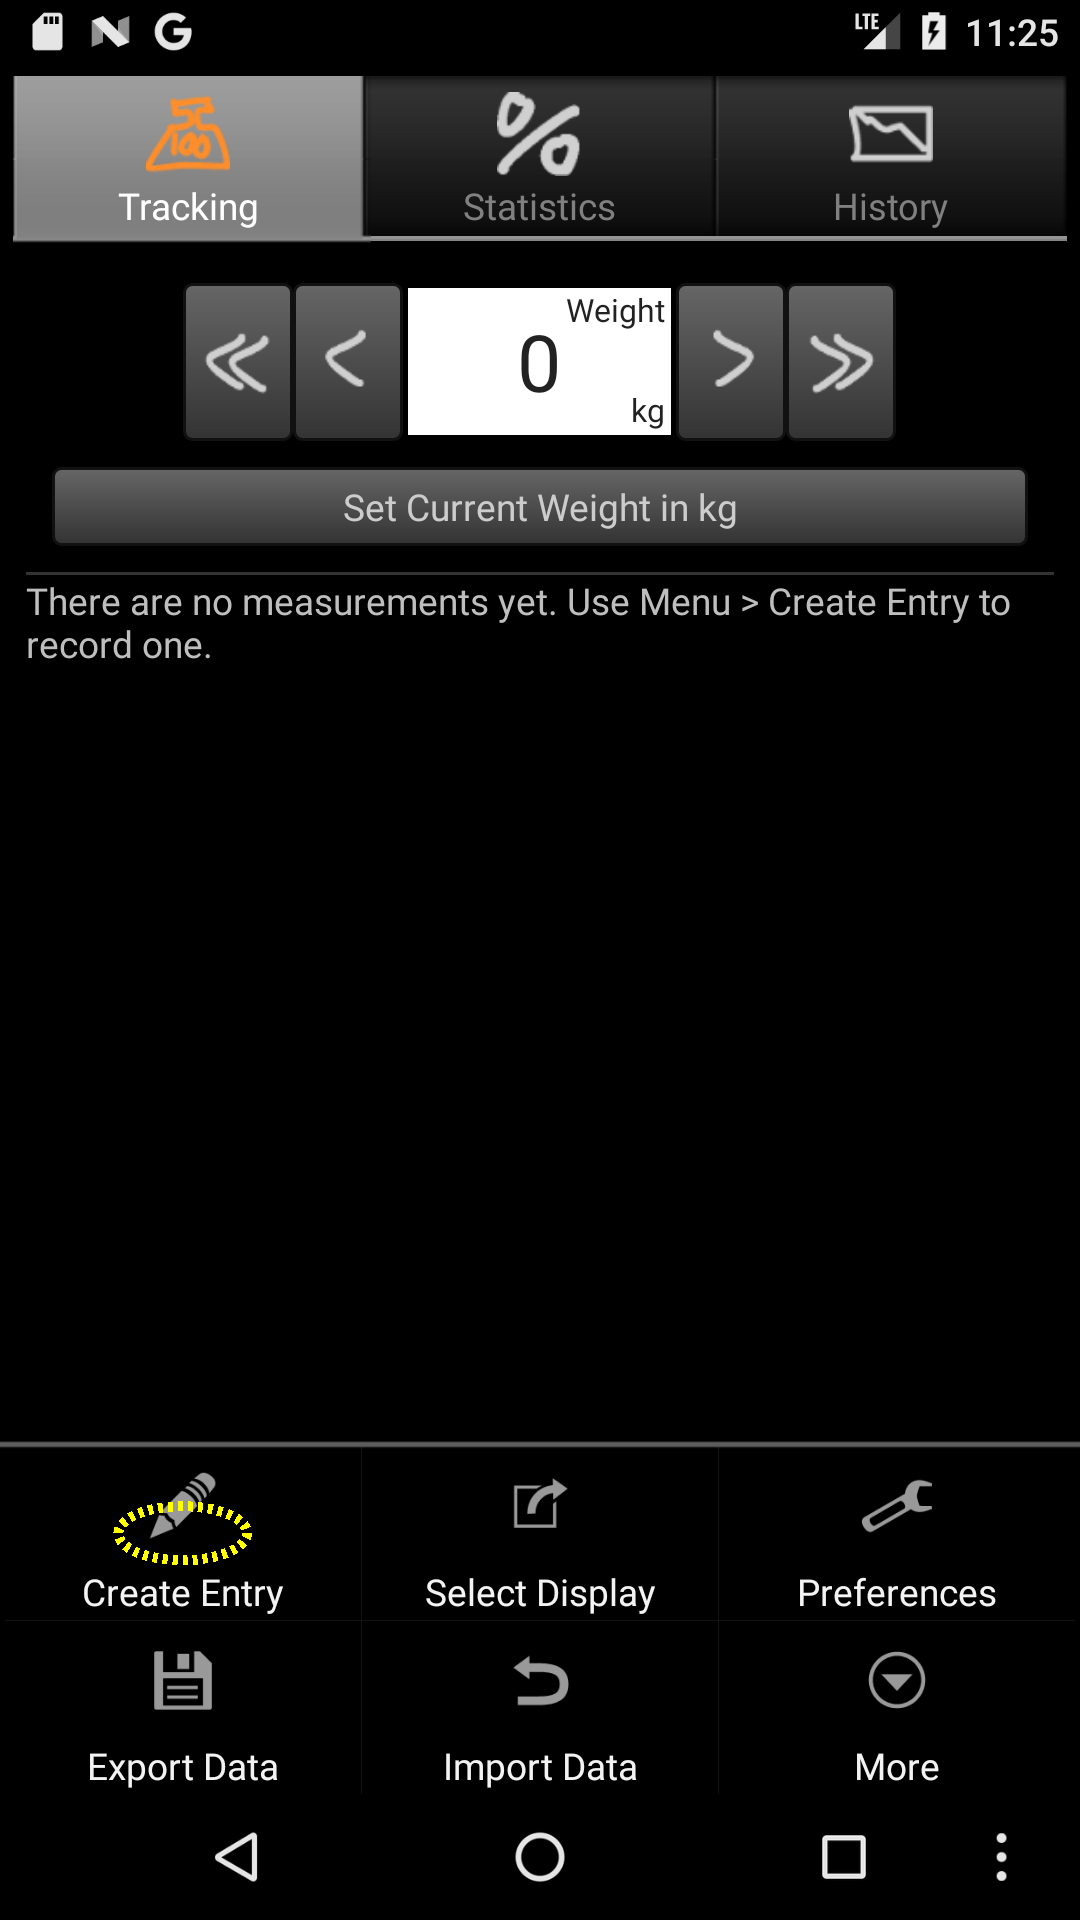 LTE 11:25
100
Tracking Statistics History
Weight
0
kg
Set Current Weight in kg
There are no measurements yet. Use Menu > Create Entry to
record one.
Create Entry Select Display Preferences
Export Data Import Data More